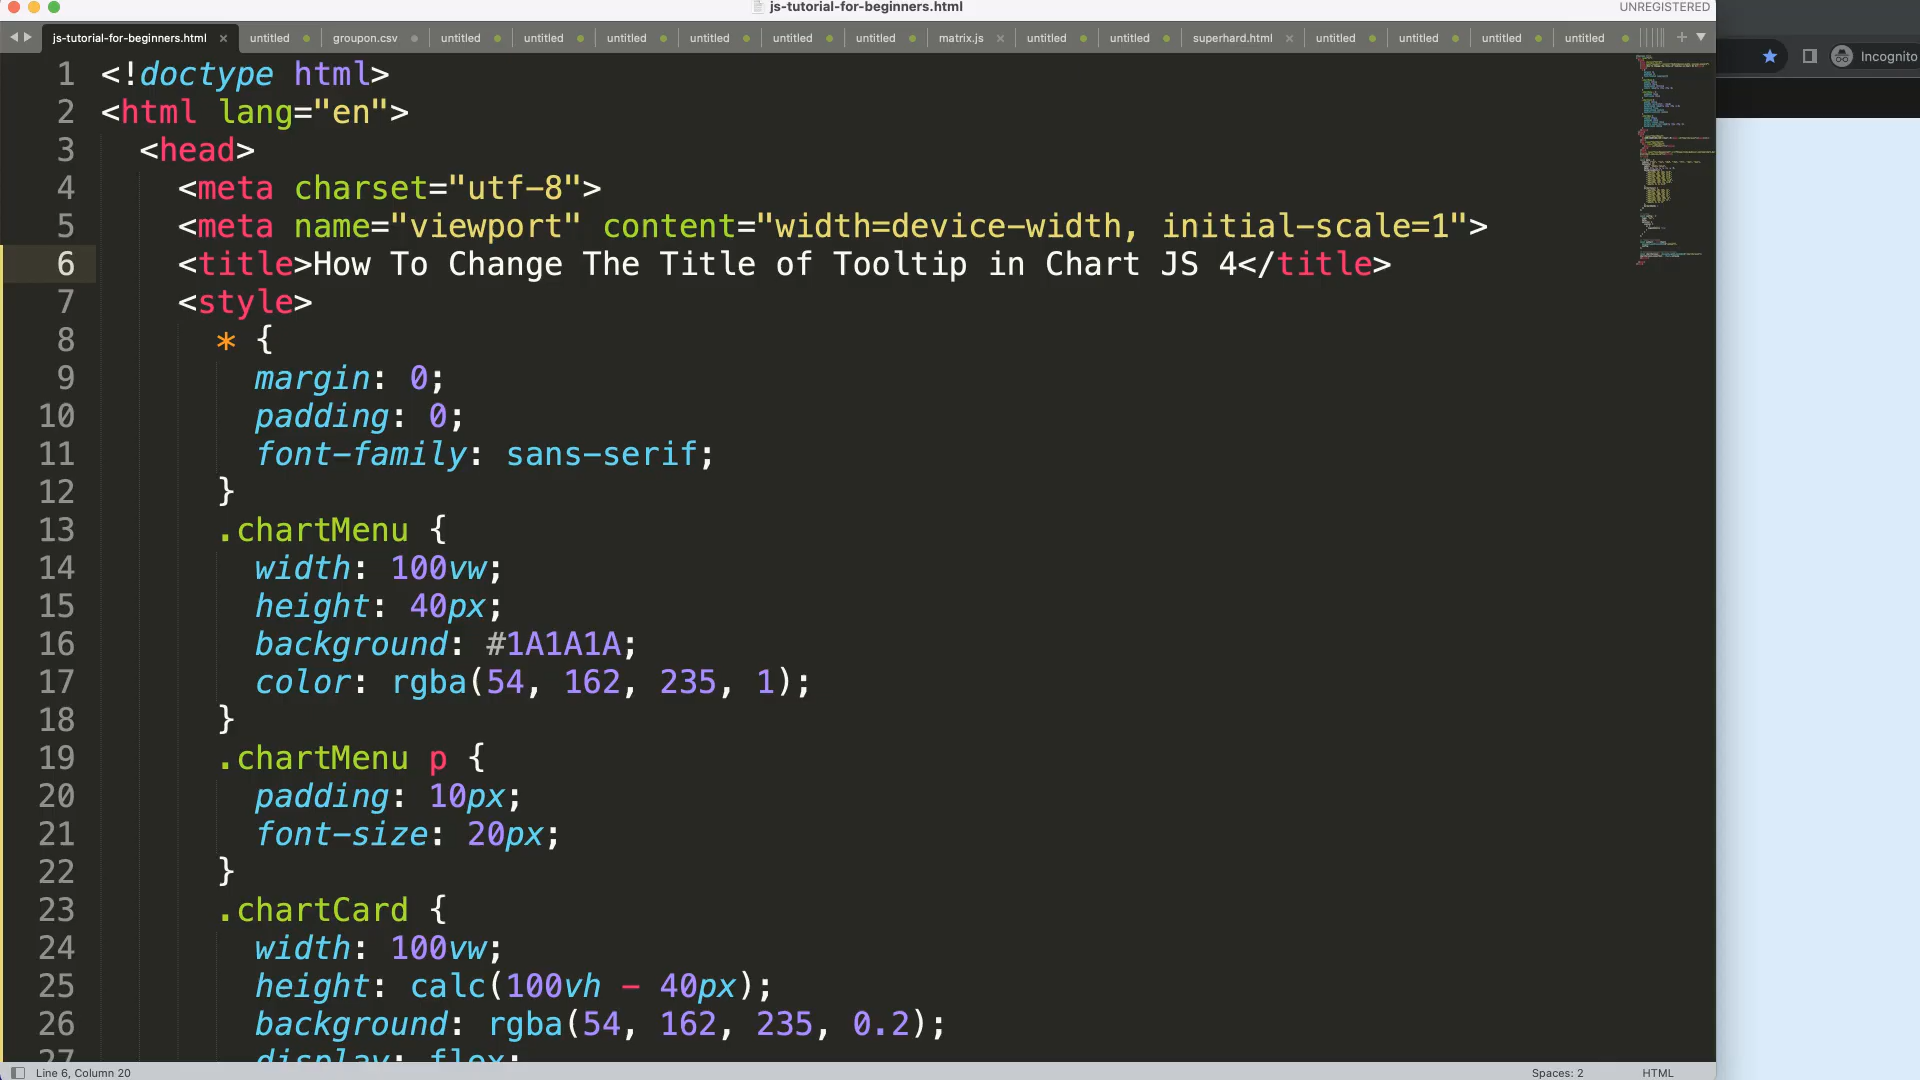 js-tutorial-for-beginners.html
UNREGISTERED
js-tutorial-for-beginners.html untitled groupon.csv untitled untitled untitled untitled untitled untitled matrix.js untitled untitled superhard.html untitled untitled untitled untitled
Incognito
1 <!doctype html>
2 <html lang="en">
3 <head>
4 <meta charset="utf-8">
5 <meta name="viewport" content="width=device-width, initial-scale=1">
6 <title>How To Change The Title of Tooltip in Chart JS 4</title>
7 <style>
8 * {
9 margin: 0;
10 padding: 0;
11 font-family: sans-serif;
12 }
13 .chartMenu {
14 width: 100vw;
15 height: 40px;
16 background: #1A1A1A;
17 color: rgba(54, 162, 235, 1);
18 }
19 .chartMenu p {
20 padding: 10px;
21 font-size: 20px;
22 }
23 .chartCard {
24 width: 100vw;
25 height: calc(100vh - 40px);
26 background: rgba(54, 162, 235, 0.2);
27 display: flex;
Line 6, Column 20
Spaces: 2
HTML